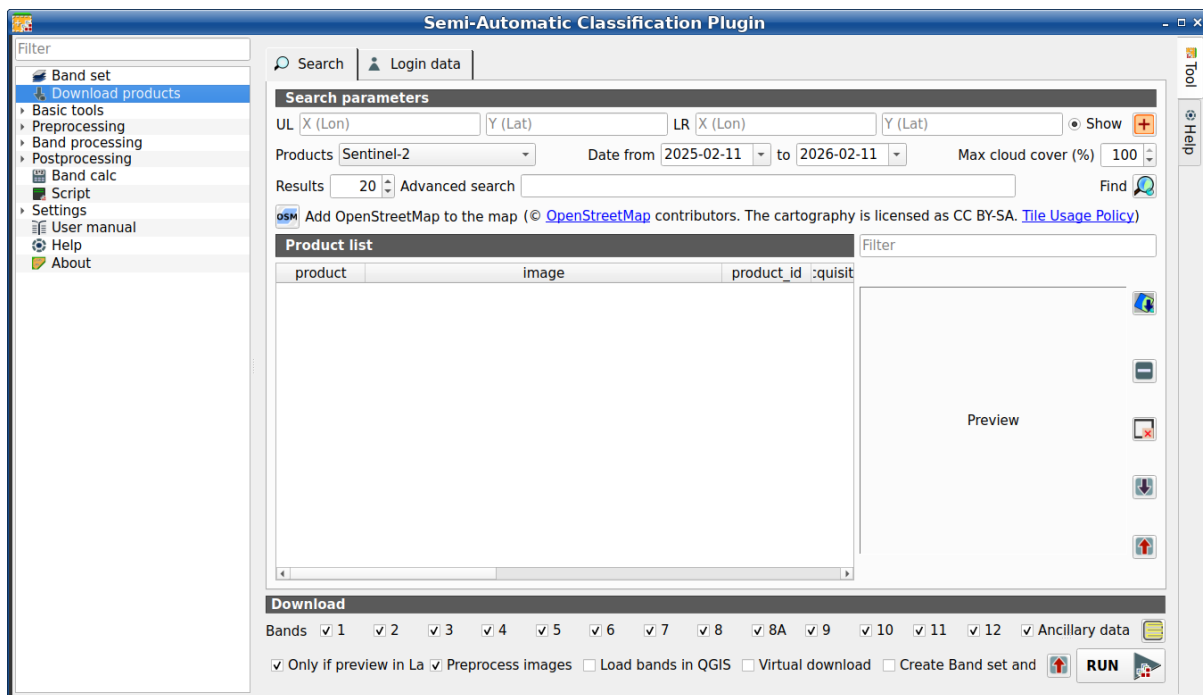 Semi-Automatic Classification Plugin
Filter
Band set
Download products
Basic tools
Preprocessing
Band processing
Postprocessing
Band calc
Script
Settings
User manual
Help
About
Search
Login data
Search parameters
UL X (Lon) Y (Lat) LR X (Lon) Y (Lat) Show
Products Sentinel-2 Date from 2025-02-11 to 2026-02-11 Max cloud cover (%) 100
Results 20 Advanced search Find
OSM Add OpenStreetMap to the map (© OpenStreetMap contributors. The cartography is licensed as CC BY-SA. Tile Usage Policy)
Product list Filter
product image product_id cquisit
Preview
Download
Bands 1 2 3 4 5 6 7 8 8A 9 10 11 12 Ancillary data
Only if preview in La Preprocess images Load bands in QGIS Virtual download Create Band set and RUN
Tool
Help